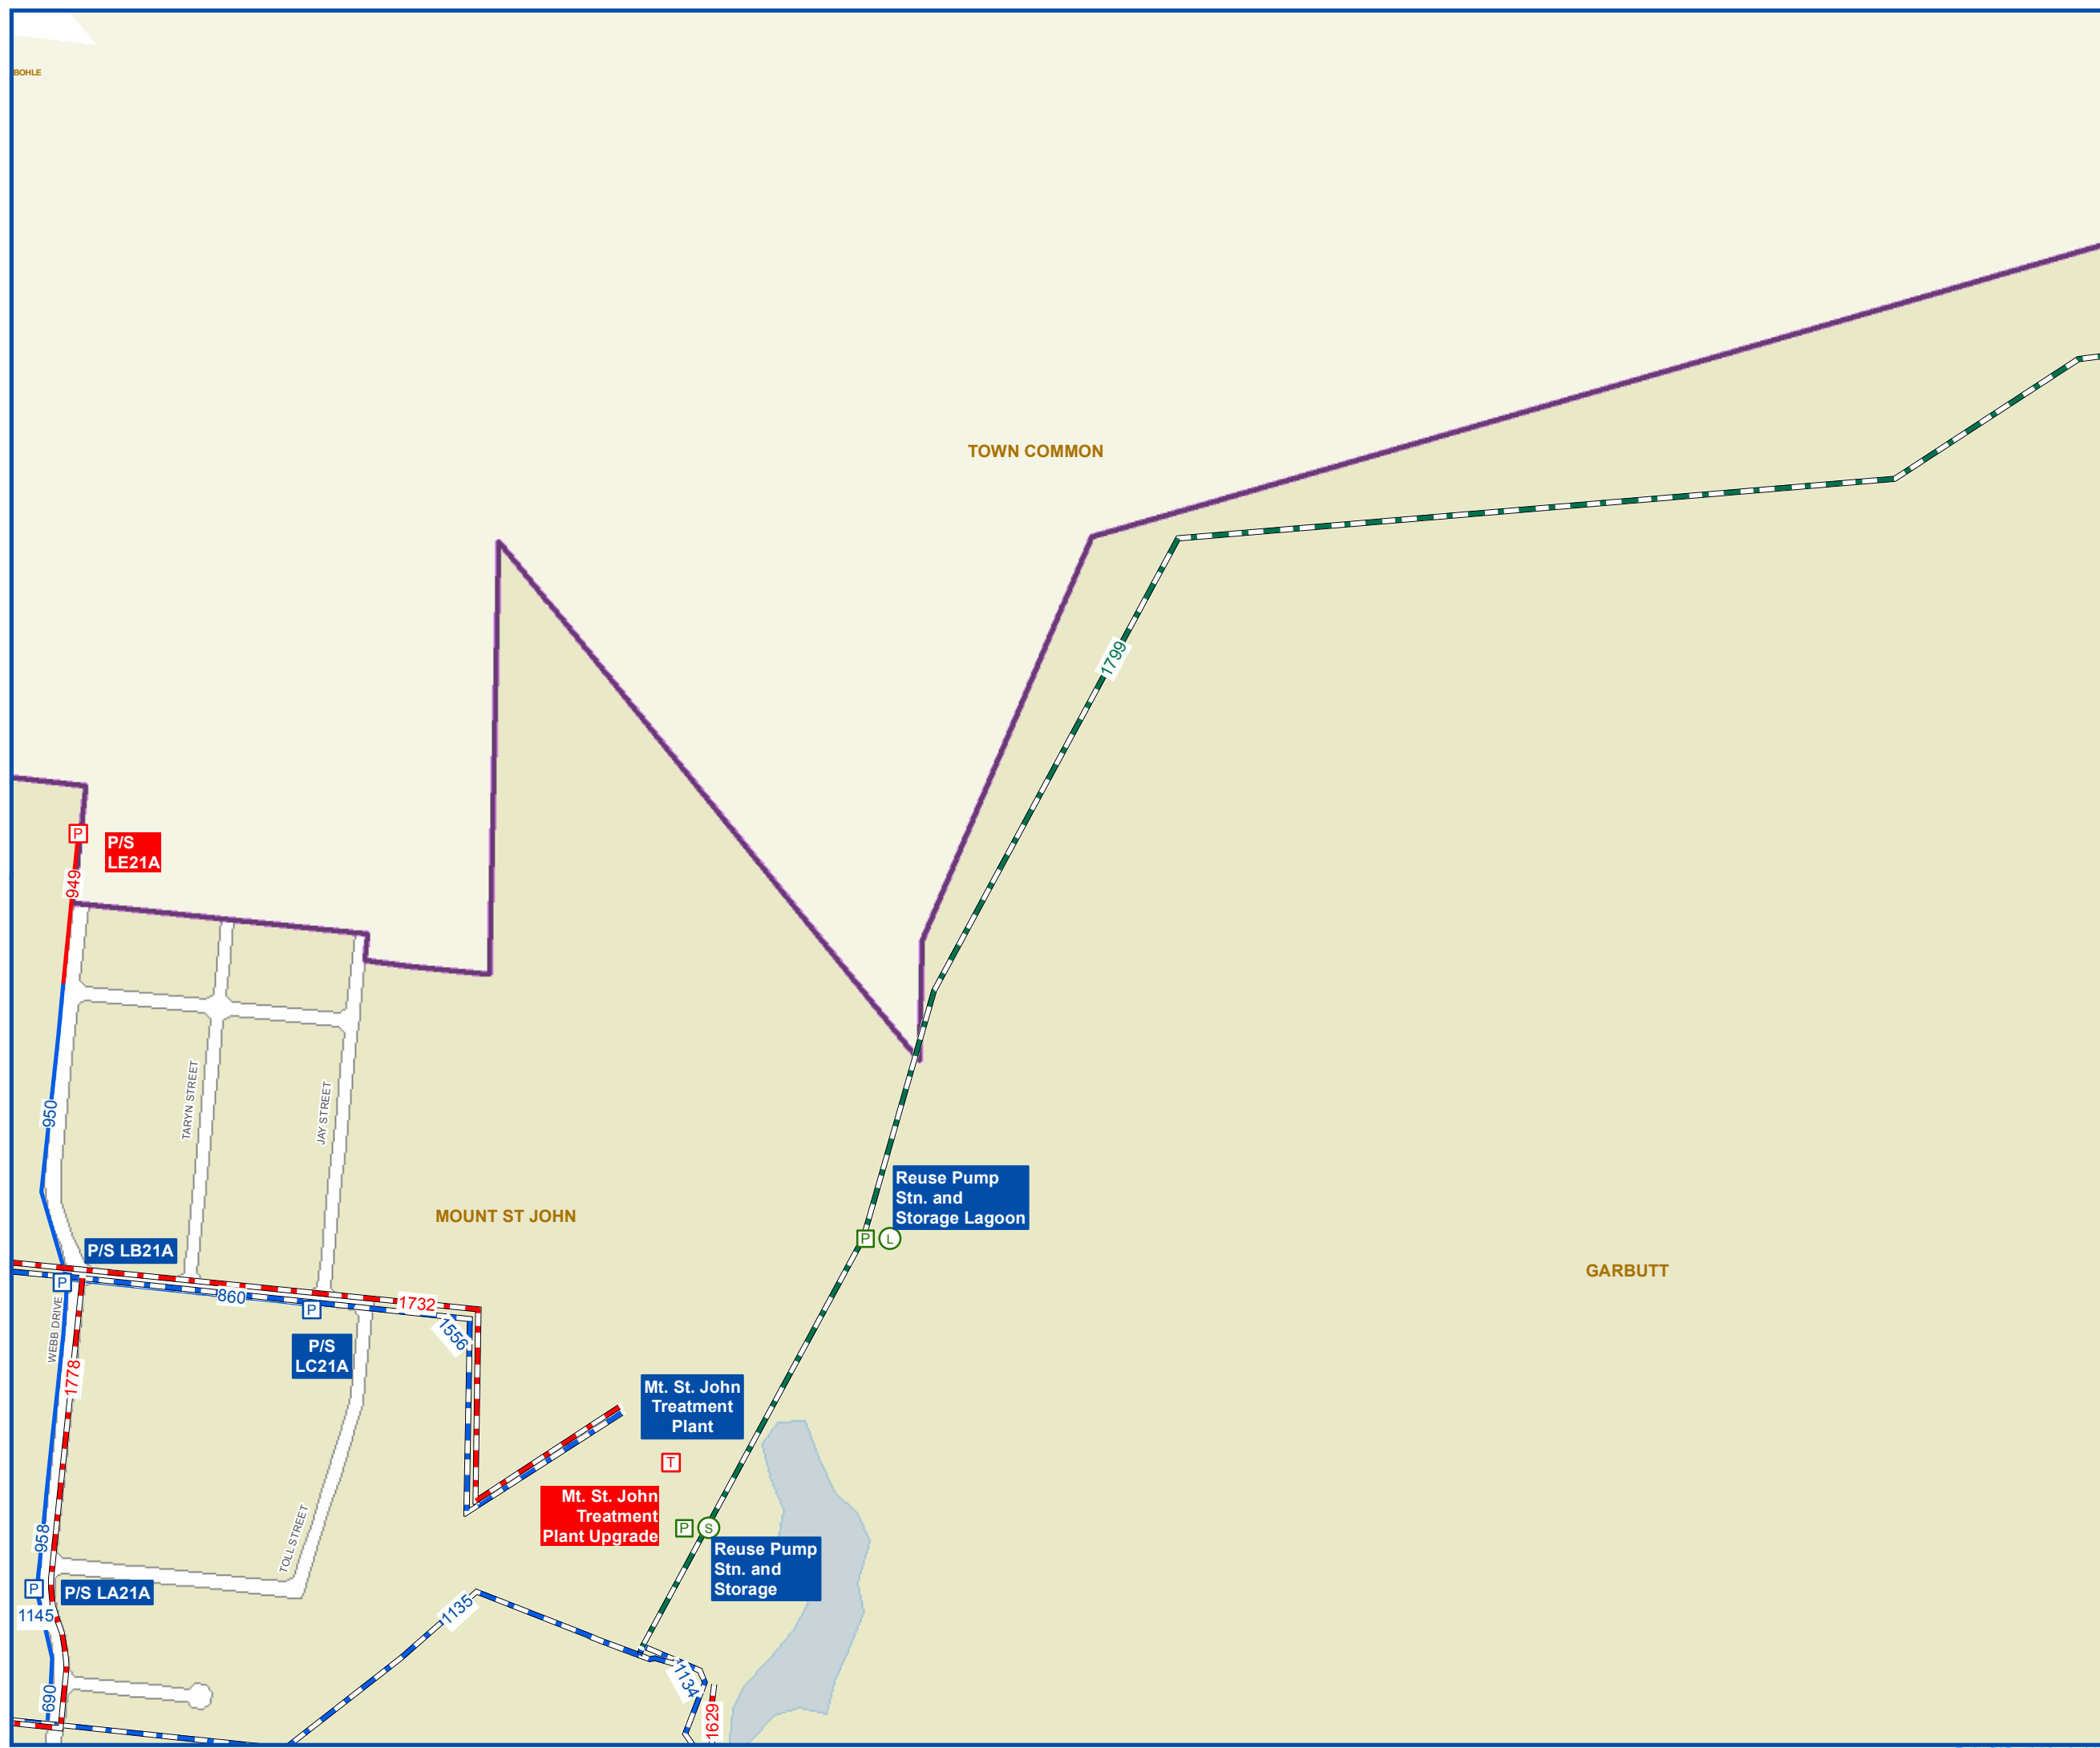 BOHLE
TOWN COMMON
1799
P
P/S
LE21A
949
950
TARYN STREET
JAY STREET
Reuse Pump
Stn. and
Storage Lagoon
MOUNT ST JOHN
P
L
P/S LB21A
GARBUTT
P
860
P
1732
1556
WEBB DRIVE
P/S
LC21A
1778
Mt. St. John
Treatment
Plant
T
Mt. St. John
Treatment
Plant Upgrade
P
S
958
TOLL STREET
Reuse Pump
Stn. and
Storage
P
P/S LA21A
1145
1135
1134
690
1629